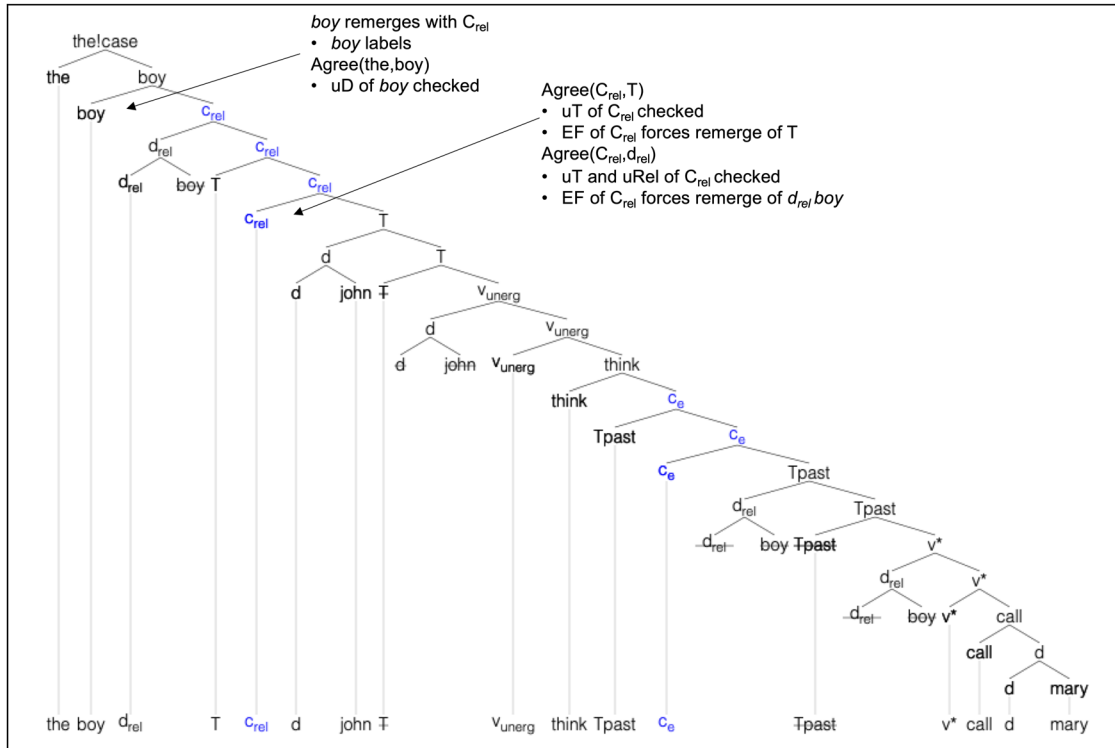 boy remerges with Crel
• boy labels
Agree(the,boy)
• uD of boy checked
Agree(Crel,T)
• uT of Crel checked
• EF of Crel forces remerge of T
Agree(Crel,drel)
• uT and uRel of Crel checked
• EF of Crel forces remerge of drel boy
the!case
the boy
boy crel
drel crel
drel boy T crel
crel T
d T
d john T vunerg
d vunerg
d john vunerg think
think ce
Tpast ce
ce Tpast
drel Tpast
drel boy Tpast v*
drel v*
drel boy v* call
call d
d mary
the boy drel T crel d john T vunerg think Tpast ce Tpast v* call d mary